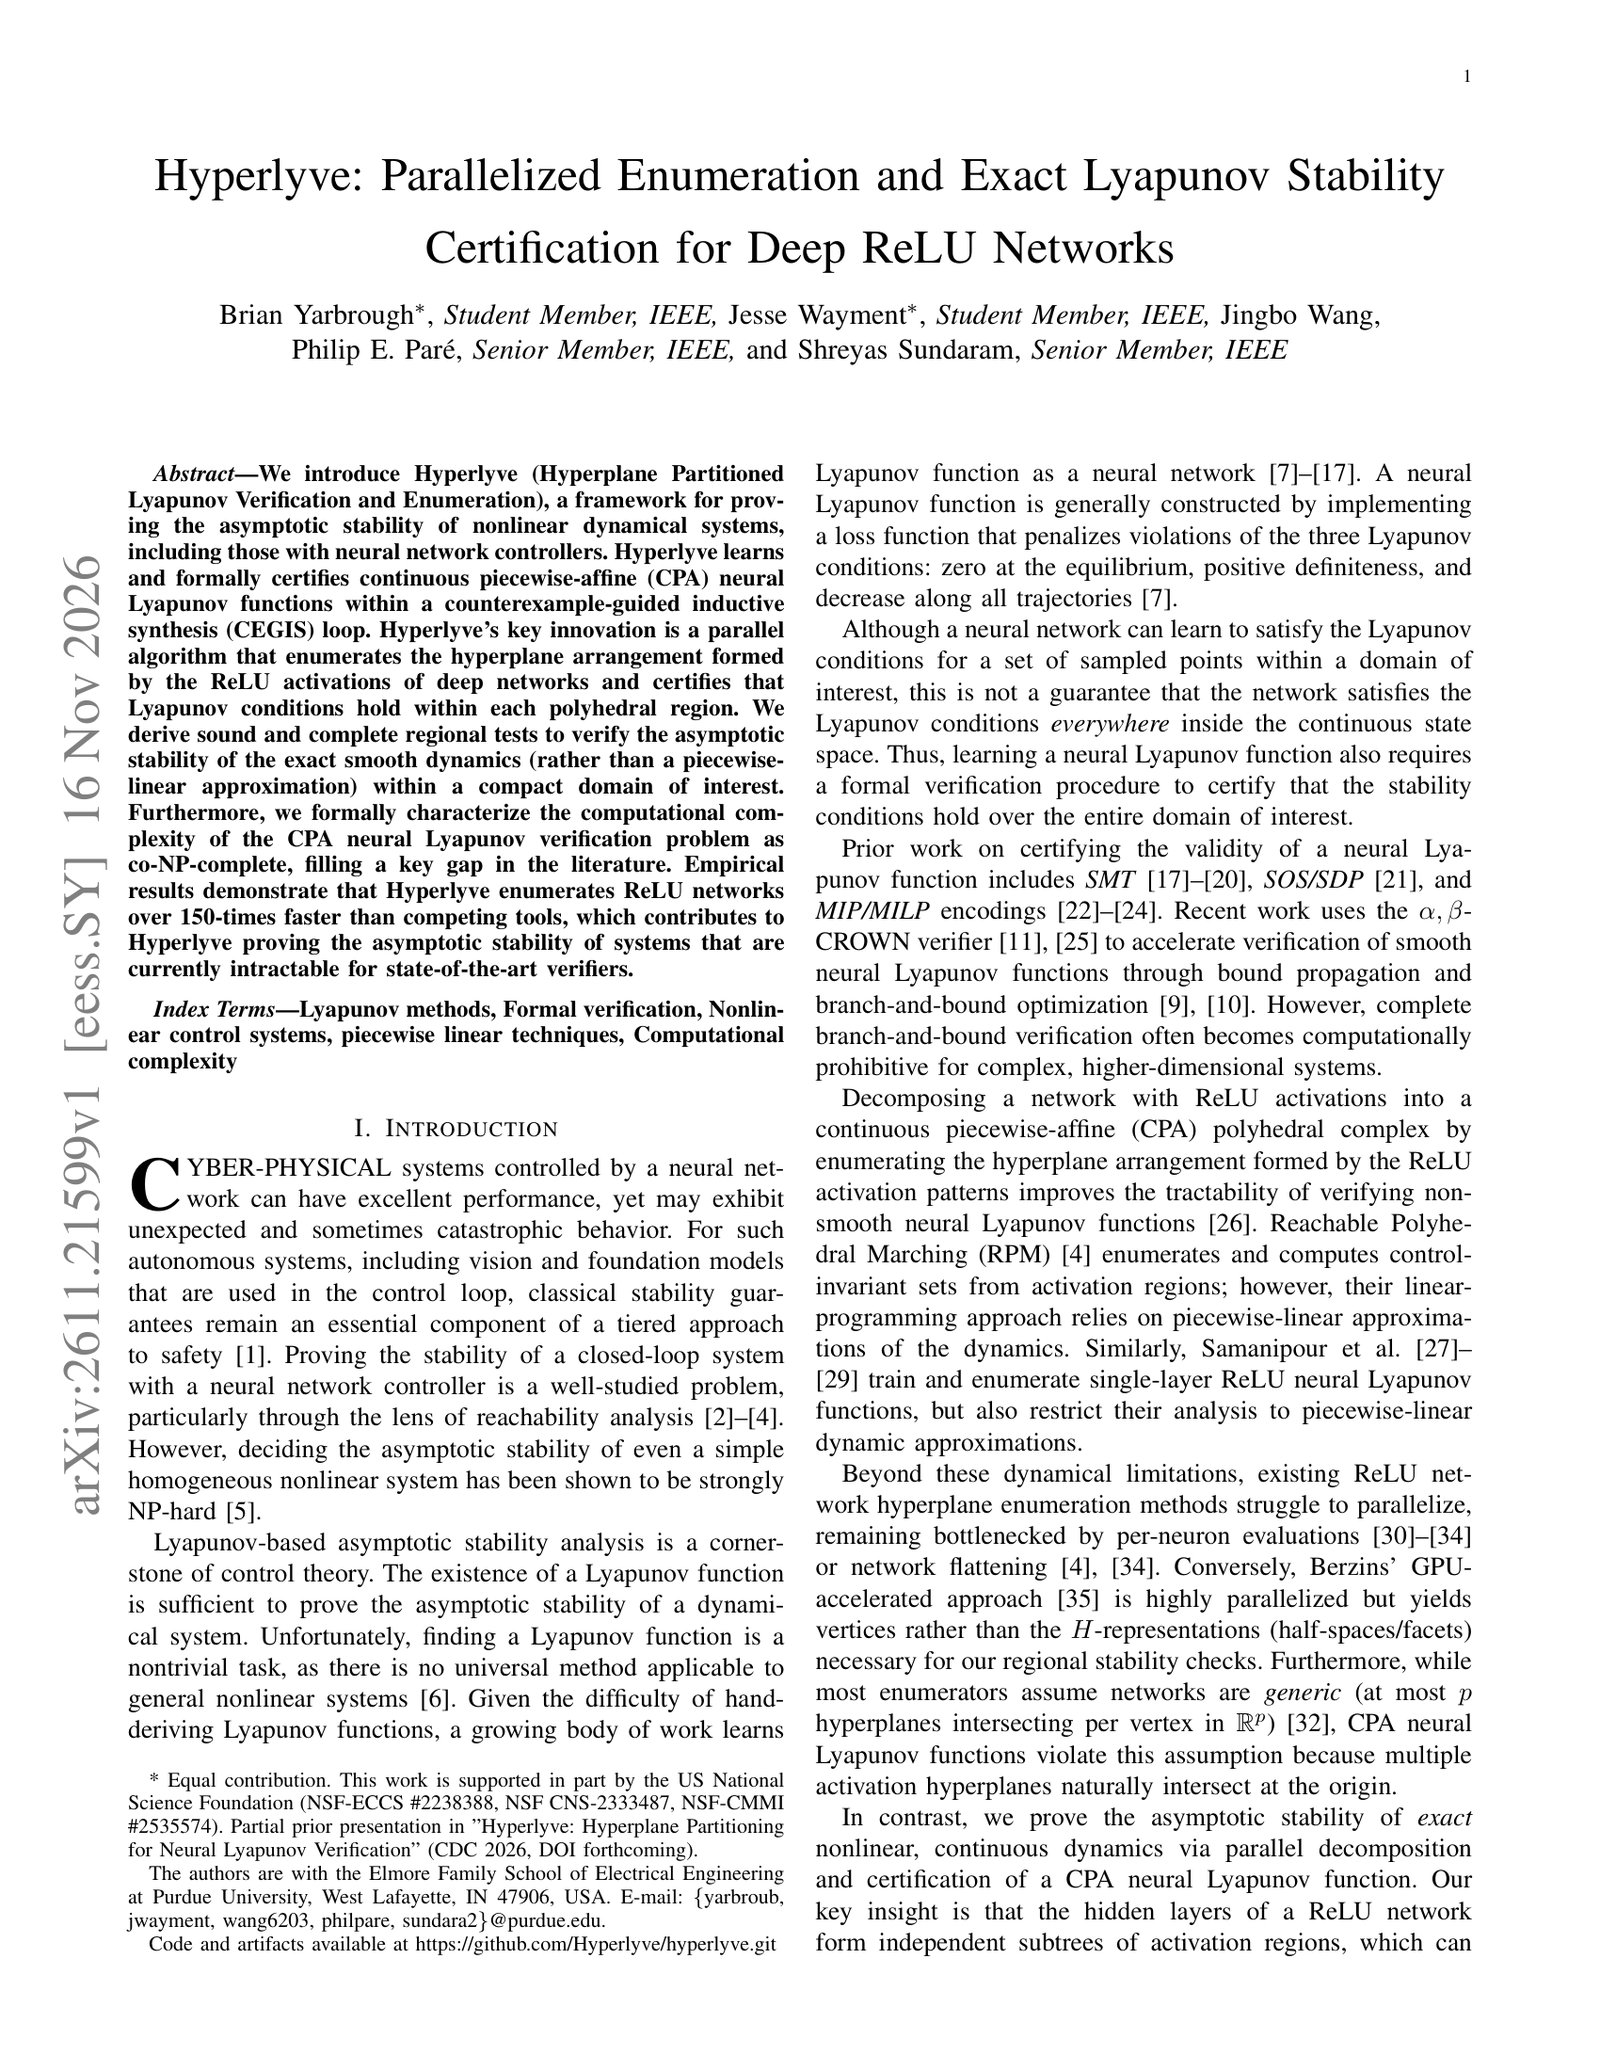 1
Hyperlyve: Parallelized Enumeration and Exact Lyapunov Stability
Certification for Deep ReLU Networks
Brian Yarbrough*, Student Member, IEEE, Jesse Wayment*, Student Member, IEEE, Jingbo Wang,
Philip E. Paré, Senior Member, IEEE, and Shreyas Sundaram, Senior Member, IEEE
arXiv:2611.21599v1 [eess.SY] 16 Nov 2026
Abstract—We introduce Hyperlyve (Hyperplane Partitioned
Lyapunov Verification and Enumeration), a framework for prov-
ing the asymptotic stability of nonlinear dynamical systems,
including those with neural network controllers. Hyperlyve learns
and formally certifies continuous piecewise-affine (CPA) neural
Lyapunov functions within a counterexample-guided inductive
synthesis (CEGIS) loop. Hyperlyve's key innovation is a parallel
algorithm that enumerates the hyperplane arrangement formed
by the ReLU activations of deep networks and certifies that
Lyapunov conditions hold within each polyhedral region. We
derive sound and complete regional tests to verify the asymptotic
stability of the exact smooth dynamics (rather than a piecewise-
linear approximation) within a compact domain of interest.
Furthermore, we formally characterize the computational com-
plexity of the CPA neural Lyapunov verification problem as
co-NP-complete, filling a key gap in the literature. Empirical
results demonstrate that Hyperlyve enumerates ReLU networks
over 150-times faster than competing tools, which contributes to
Hyperlyve proving the asymptotic stability of systems that are
currently intractable for state-of-the-art verifiers.
Index Terms—Lyapunov methods, Formal verification, Nonlin-
ear control systems, piecewise linear techniques, Computational
complexity
I. INTRODUCTION
CYBER-PHYSICAL systems controlled by a neural net-
work can have excellent performance, yet may exhibit
unexpected and sometimes catastrophic behavior. For such
autonomous systems, including vision and foundation models
that are used in the control loop, classical stability guar-
antees remain an essential component of a tiered approach
to safety [1]. Proving the stability of a closed-loop system
with a neural network controller is a well-studied problem,
particularly through the lens of reachability analysis [2]–[4].
However, deciding the asymptotic stability of even a simple
homogeneous nonlinear system has been shown to be strongly
NP-hard [5].
Lyapunov-based asymptotic stability analysis is a corner-
stone of control theory. The existence of a Lyapunov function
is sufficient to prove the asymptotic stability of a dynami-
cal system. Unfortunately, finding a Lyapunov function is a
nontrivial task, as there is no universal method applicable to
general nonlinear systems [6]. Given the difficulty of hand-
deriving Lyapunov functions, a growing body of work learns
* Equal contribution. This work is supported in part by the US National
Science Foundation (NSF-ECCS #2238388, NSF CNS-2333487, NSF-CMMI
#2535574). Partial prior presentation in ”Hyperlyve: Hyperplane Partitioning
for Neural Lyapunov Verification” (CDC 2026, DOI forthcoming).
The authors are with the Elmore Family School of Electrical Engineering
at Purdue University, West Lafayette, IN 47906, USA. E-mail: {yarbroub,
jwayment, wang6203, philpare, sundara2}@purdue.edu.
Code and artifacts available at https://github.com/Hyperlyve/hyperlyve.git
Lyapunov function as a neural network [7]–[17]. A neural
Lyapunov function is generally constructed by implementing
a loss function that penalizes violations of the three Lyapunov
conditions: zero at the equilibrium, positive definiteness, and
decrease along all trajectories [7].
Although a neural network can learn to satisfy the Lyapunov
conditions for a set of sampled points within a domain of
interest, this is not a guarantee that the network satisfies the
Lyapunov conditions everywhere inside the continuous state
space. Thus, learning a neural Lyapunov function also requires
a formal verification procedure to certify that the stability
conditions hold over the entire domain of interest.
Prior work on certifying the validity of a neural Lya-
punov function includes SMT [17]–[20], SOS/SDP [21], and
MIP/MILP encodings [22]–[24]. Recent work uses the α, β-
CROWN verifier [11], [25] to accelerate verification of smooth
neural Lyapunov functions through bound propagation and
branch-and-bound optimization [9], [10]. However, complete
branch-and-bound verification often becomes computationally
prohibitive for complex, higher-dimensional systems.
Decomposing a network with ReLU activations into a
continuous piecewise-affine (CPA) polyhedral complex by
enumerating the hyperplane arrangement formed by the ReLU
activation patterns improves the tractability of verifying non-
smooth neural Lyapunov functions [26]. Reachable Polyhe-
dral Marching (RPM) [4] enumerates and computes control-
invariant sets from activation regions; however, their linear-
programming approach relies on piecewise-linear approxima-
tions of the dynamics. Similarly, Samanipour et al. [27]–
[29] train and enumerate single-layer ReLU neural Lyapunov
functions, but also restrict their analysis to piecewise-linear
dynamic approximations.
Beyond these dynamical limitations, existing ReLU net-
work hyperplane enumeration methods struggle to parallelize,
remaining bottlenecked by per-neuron evaluations [30]–[34]
or network flattening [4], [34]. Conversely, Berzins' GPU-
accelerated approach [35] is highly parallelized but yields
vertices rather than the H-representations (half-spaces/facets)
necessary for our regional stability checks. Furthermore, while
most enumerators assume networks are generic (at most p
hyperplanes intersecting per vertex in ℝᵖ) [32], CPA neural
Lyapunov functions violate this assumption because multiple
activation hyperplanes naturally intersect at the origin.
In contrast, we prove the asymptotic stability of exact
nonlinear, continuous dynamics via parallel decomposition
and certification of a CPA neural Lyapunov function. Our
key insight is that the hidden layers of a ReLU network
form independent subtrees of activation regions, which can